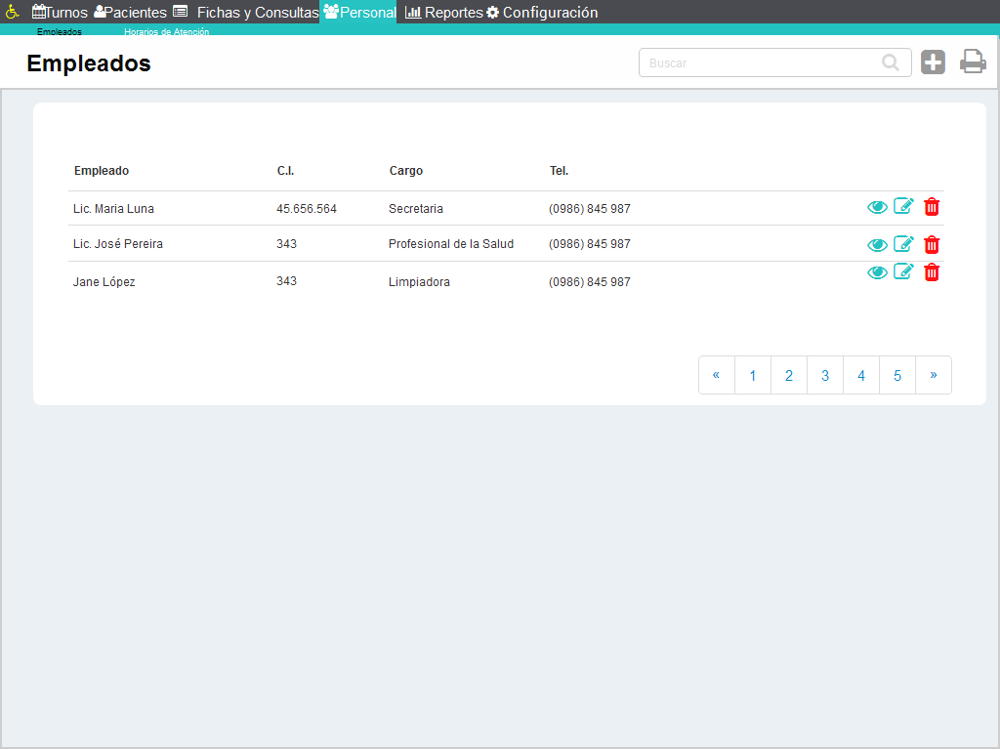 Turnos Pacientes Fichas y Consultas Personal Reportes Configuración
Empleados Horarios de Atención
Empleados Buscar
Empleado C.I. Cargo Tel.
Lic. Maria Luna 45.656.564 Secretaria (0986) 845 987
Lic. José Pereira 343 Profesional de la Salud (0986) 845 987
Jane López 343 Limpiadora (0986) 845 987
« 1 2 3 4 5 »